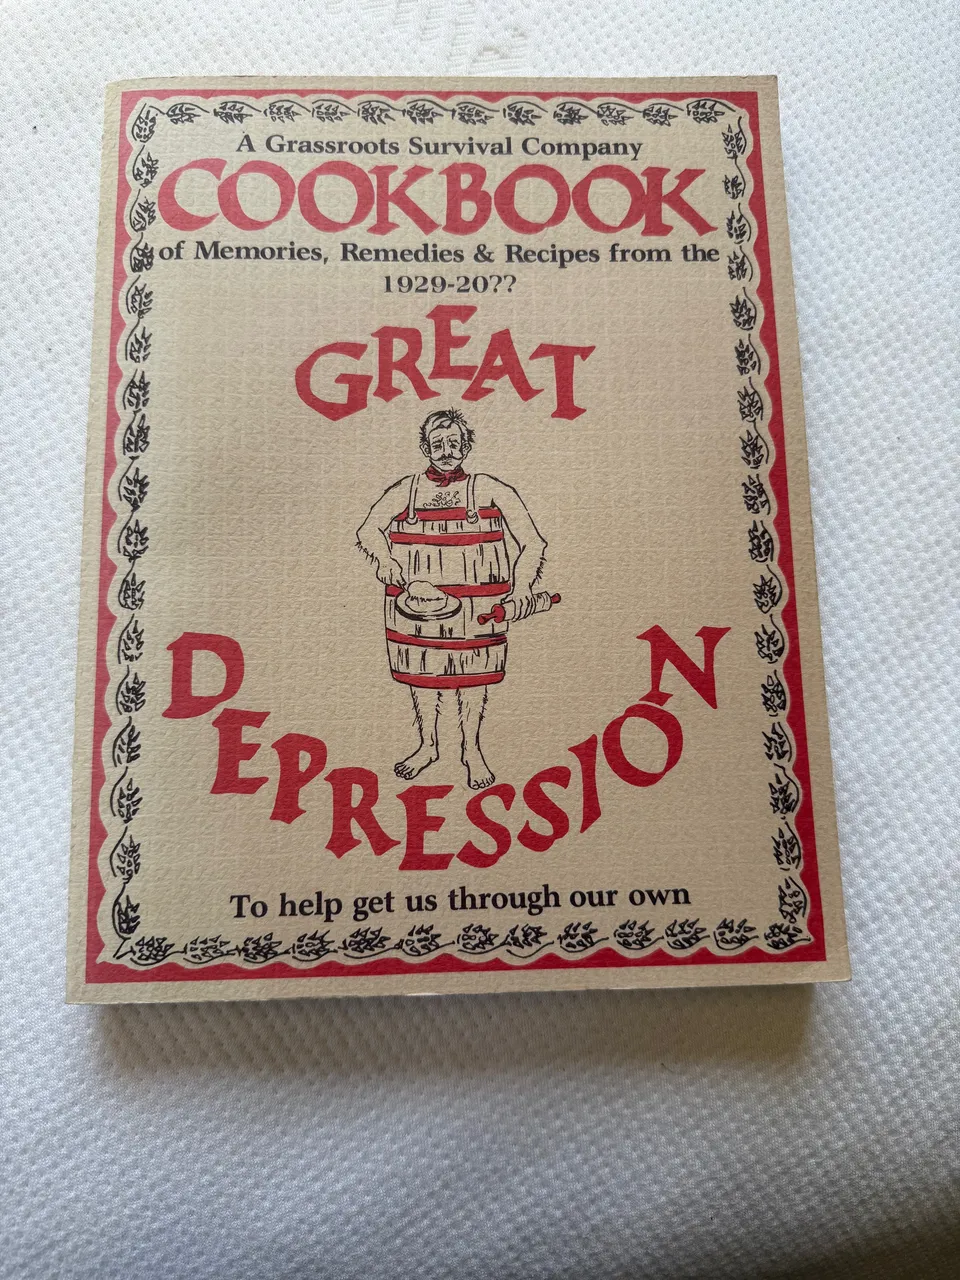 A Grassroots Survival Company
COOKBOOK
of Memories, Remedies & Recipes from the
1929-20??
GREAT
DEPRESSION
To help get us through our own